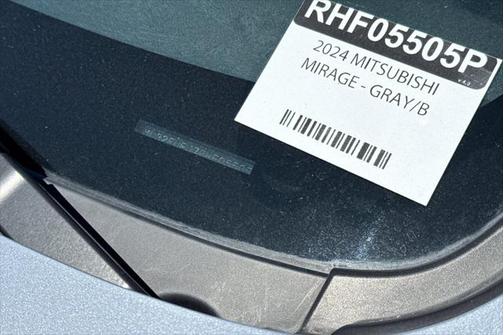 RHF05505P
2024 MITSUBISHI
MIRAGE - GRAY/B